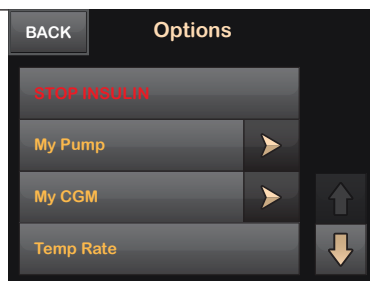 BACK
Options
STOP INSULIN
My Pump
My CGM
Temp Rate